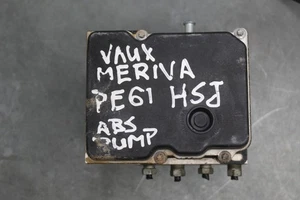 VAUX
MERIVA
PE61 HSJ
ABS
PUMP